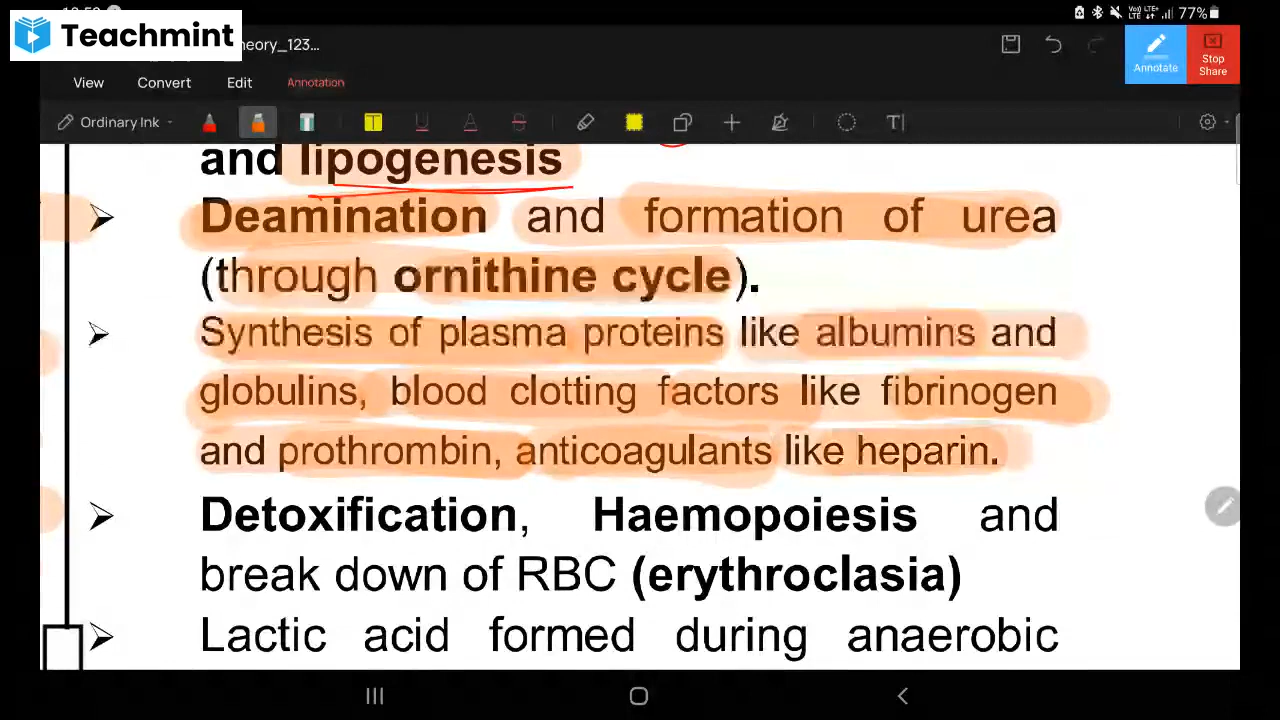 77%
Teachmint
heory_123...
Annotate
Stop
Share
View Convert Edit Annotation
Ordinary Ink
and lipogenesis
➢ Deamination and formation of urea
(through ornithine cycle).
➢ Synthesis of plasma proteins like albumins and
globulins, blood clotting factors like fibrinogen
and prothrombin, anticoagulants like heparin.
➢ Detoxification, Haemopoiesis and
break down of RBC (erythroclasia)
➢ Lactic acid formed during anaerobic